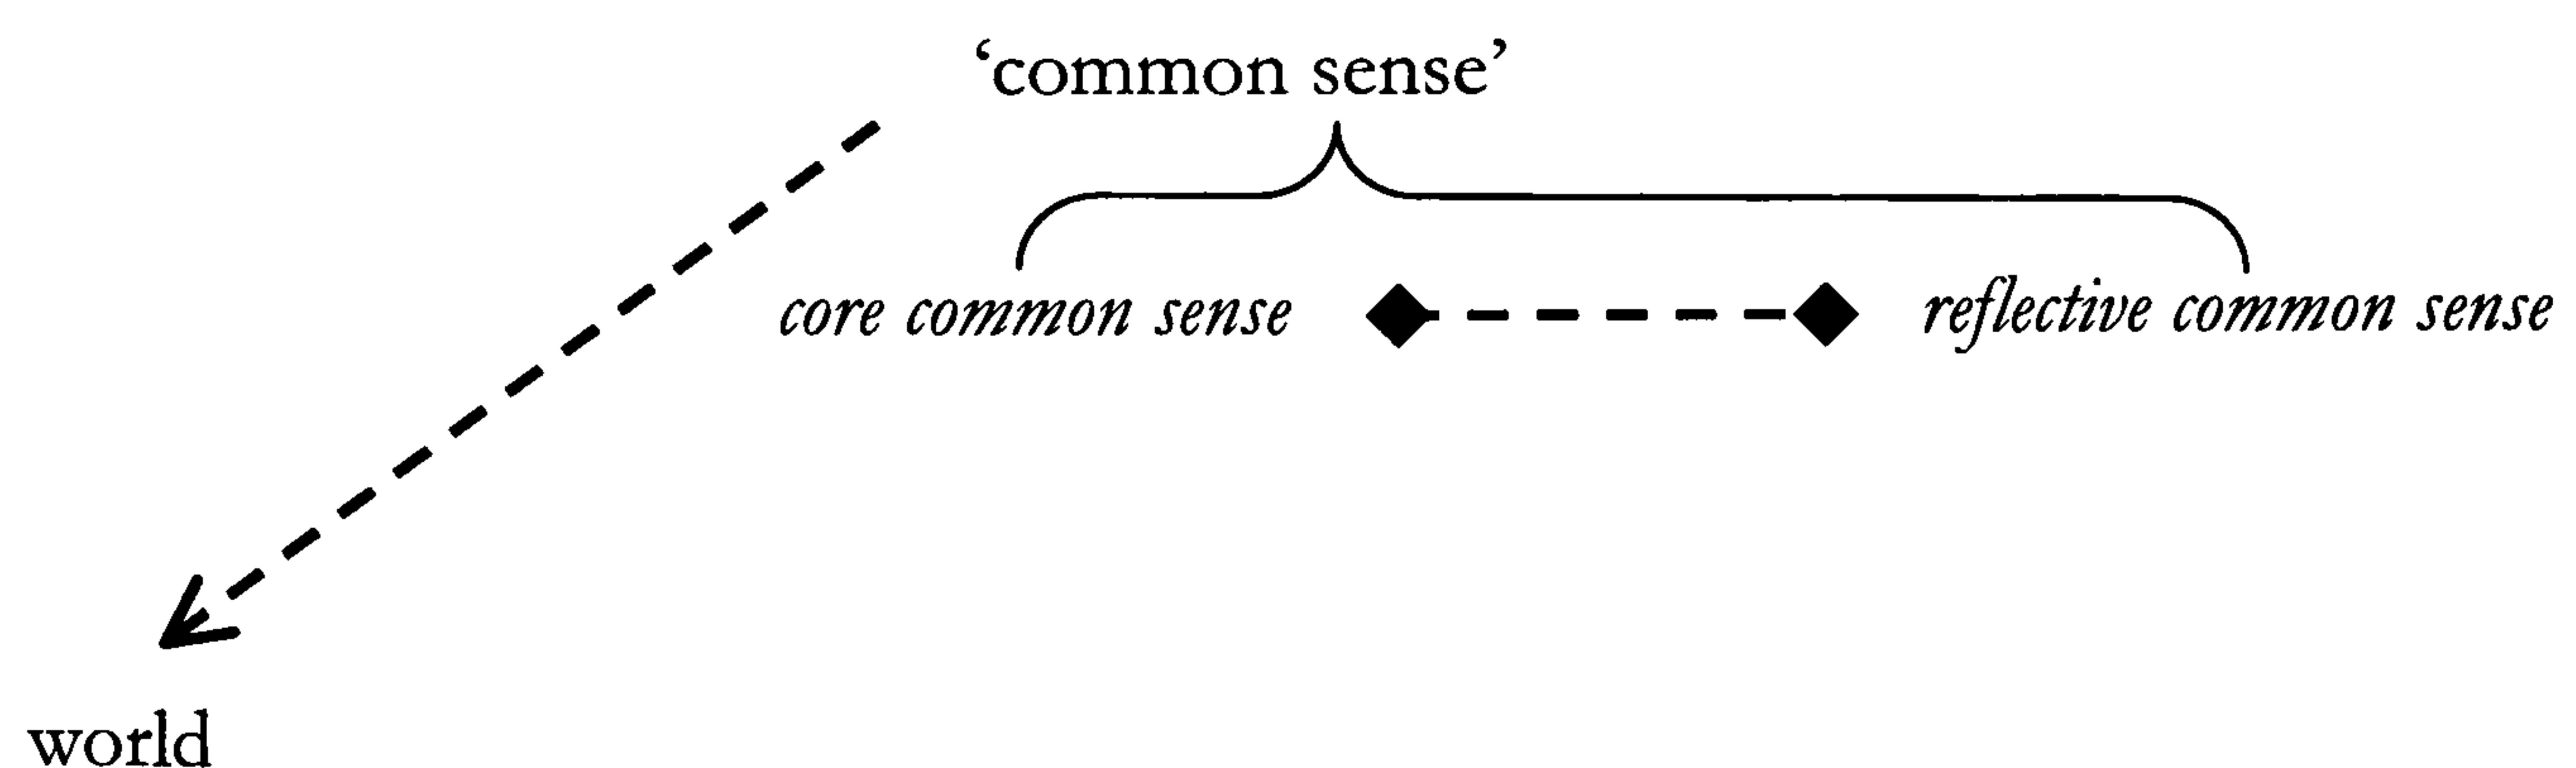 ‘common sense’
core common sense
reflective common sense
world